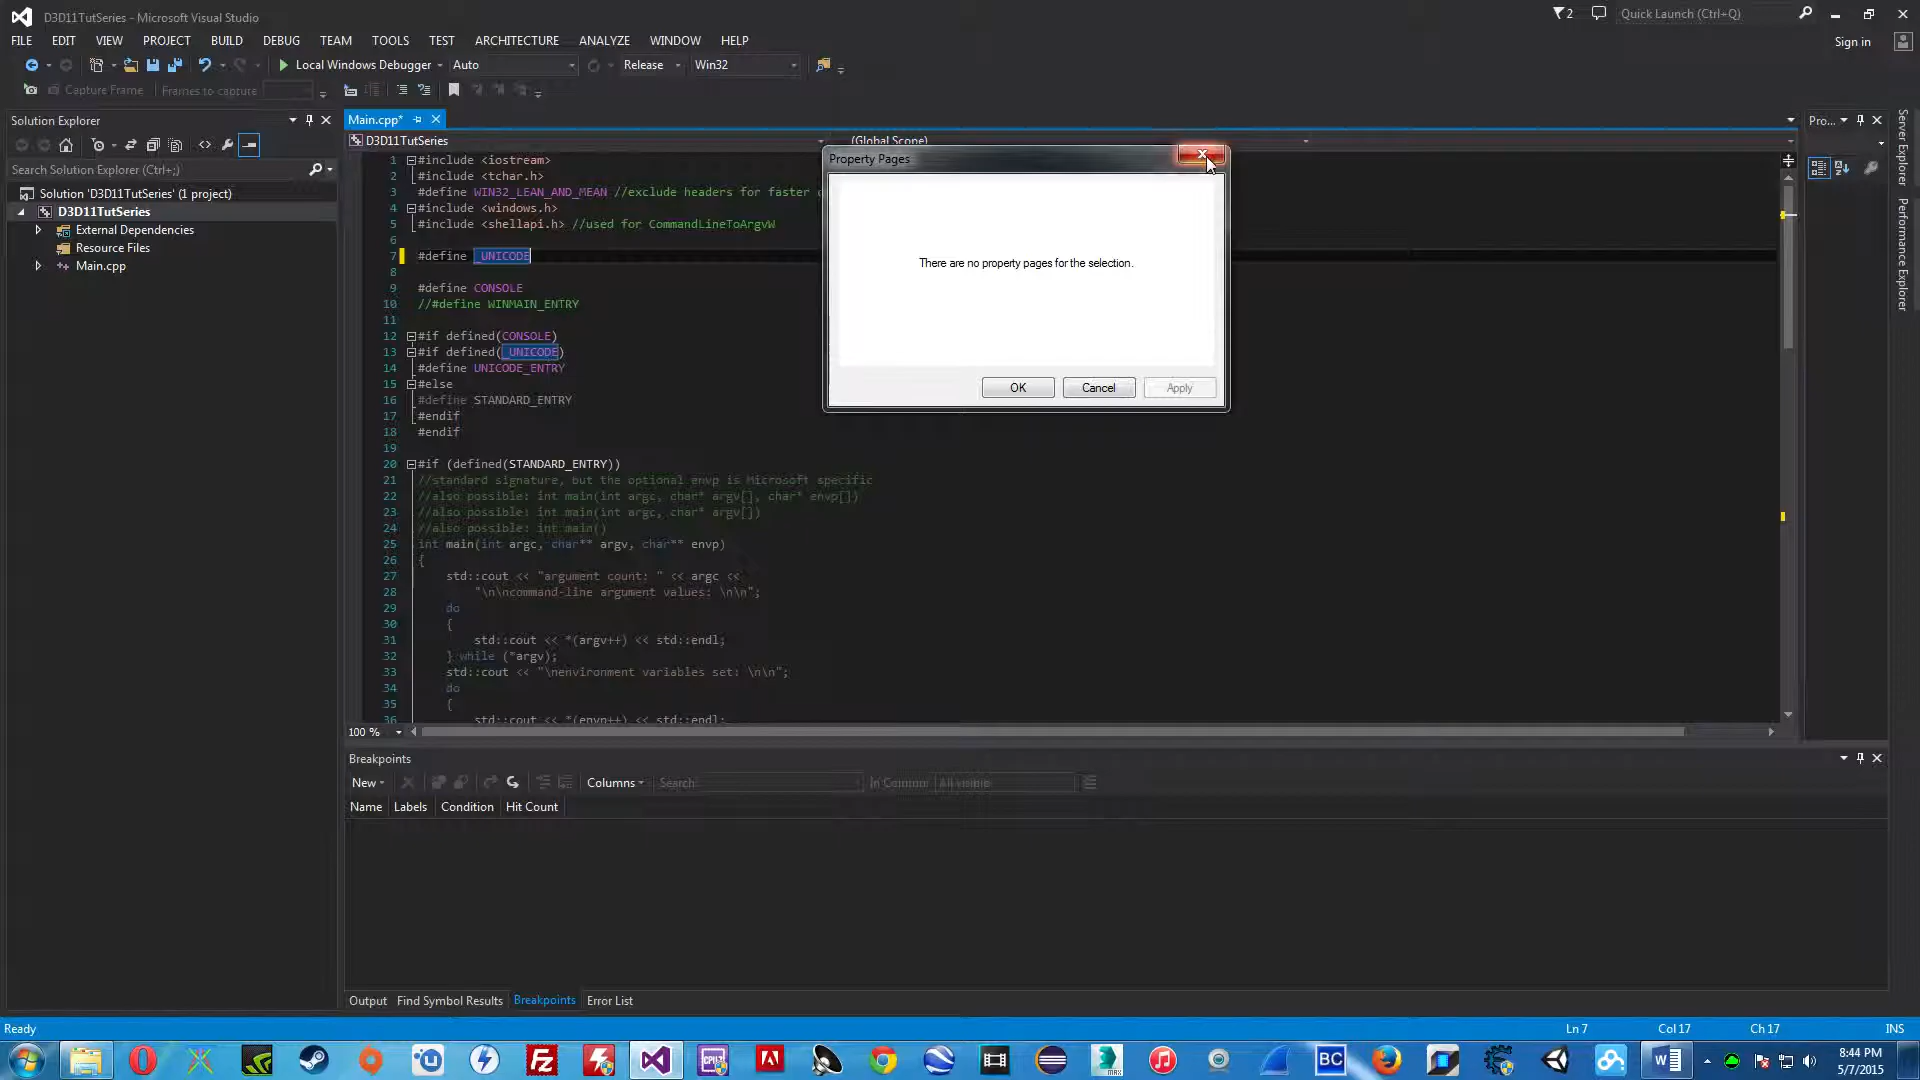 D3D11TutSeries - Microsoft Visual Studio
2
Quick Launch (Ctrl+Q)
FILE EDIT VIEW PROJECT BUILD DEBUG TEAM TOOLS TEST ARCHITECTURE ANALYZE WINDOW HELP
Sign in
Local Windows Debugger Auto Release Win32
Capture Frame Frames to capture
Solution Explorer
Search Solution Explorer (Ctrl+;)
Solution 'D3D11TutSeries' (1 project)
D3D11TutSeries
External Dependencies
Resource Files
Main.cpp
Main.cpp*
D3D11TutSeries
(Global Scope)
1 #include <iostream>
2 #include <tchar.h>
3 #define WIN32_LEAN_AND_MEAN //exclude headers for faster
4 #include <windows.h>
5 #include <shellapi.h> //used for CommandLineToArgvW
6
7 #define _UNICODE
8
9 #define CONSOLE
10 //#define WINMAIN_ENTRY
11
12 #if defined(CONSOLE)
13 #if defined(_UNICODE)
14 #define UNICODE_ENTRY
15 #else
16 #define STANDARD_ENTRY
17 #endif
18 #endif
19
20 #if (defined(STANDARD_ENTRY))
21 //standard signature, but the optional envp is Microsoft specific
22 //also possible: int main(int argc, char* argv[], char* envp[])
23 //also possible: int main(int argc, char* argv[])
24 //also possible: int main()
25 int main(int argc, char** argv, char** envp)
26 {
27 std::cout << "argument count: " << argc <<
28 "\n\ncommand-line argument values: \n\n";
29 do
30 {
31 std::cout << *(argv++) << std::endl;
32 } while (*argv);
33 std::cout << "\nenvironment variables set: \n\n";
34 do
35 {
36 std::cout << *(envp++) << std::endl;
100 %
Property Pages
There are no property pages for the selection.
OK Cancel Apply
Pro...
Server Explorer
Performance Explorer
Breakpoints
New Columns Search: In Column: All visible
Name Labels Condition Hit Count
Output Find Symbol Results Breakpoints Error List
Ready
Ln 7 Col 17 Ch 17 INS
BC
8:44 PM
5/7/2015